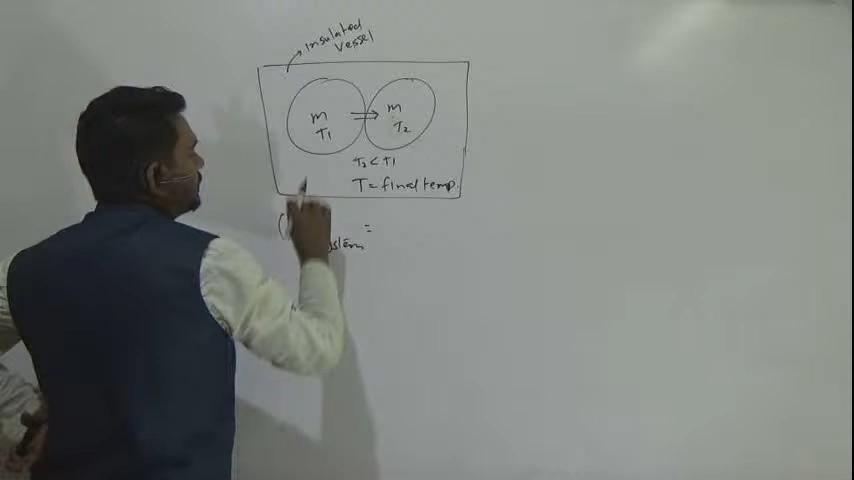 Insulated
Vessel
m
T1
m
T2
T2 < T1
T = final temp.
(
=